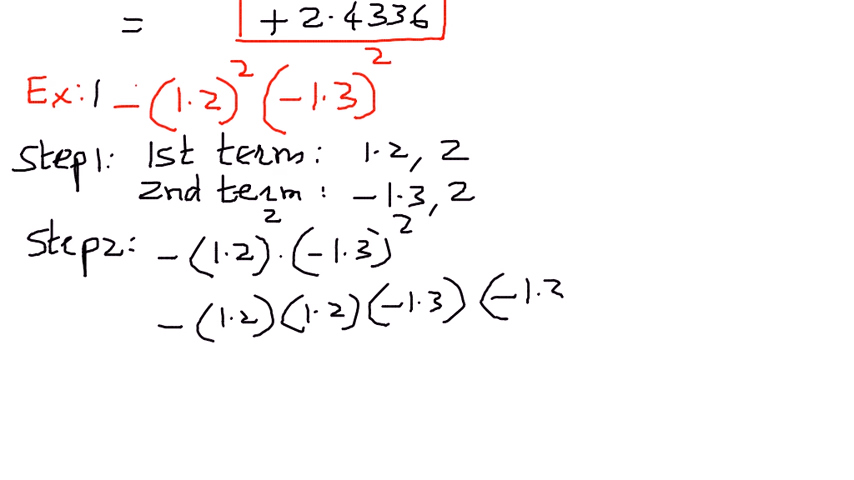 = + 2.4336
Ex:1 -(1.2)² (-1.3)²
Step1: 1st term: 1.2, 2
2nd term: -1.3, 2
Step2: -(1.2)².(-1.3)²
-(1.2)(1.2)(-1.3)(-1.3